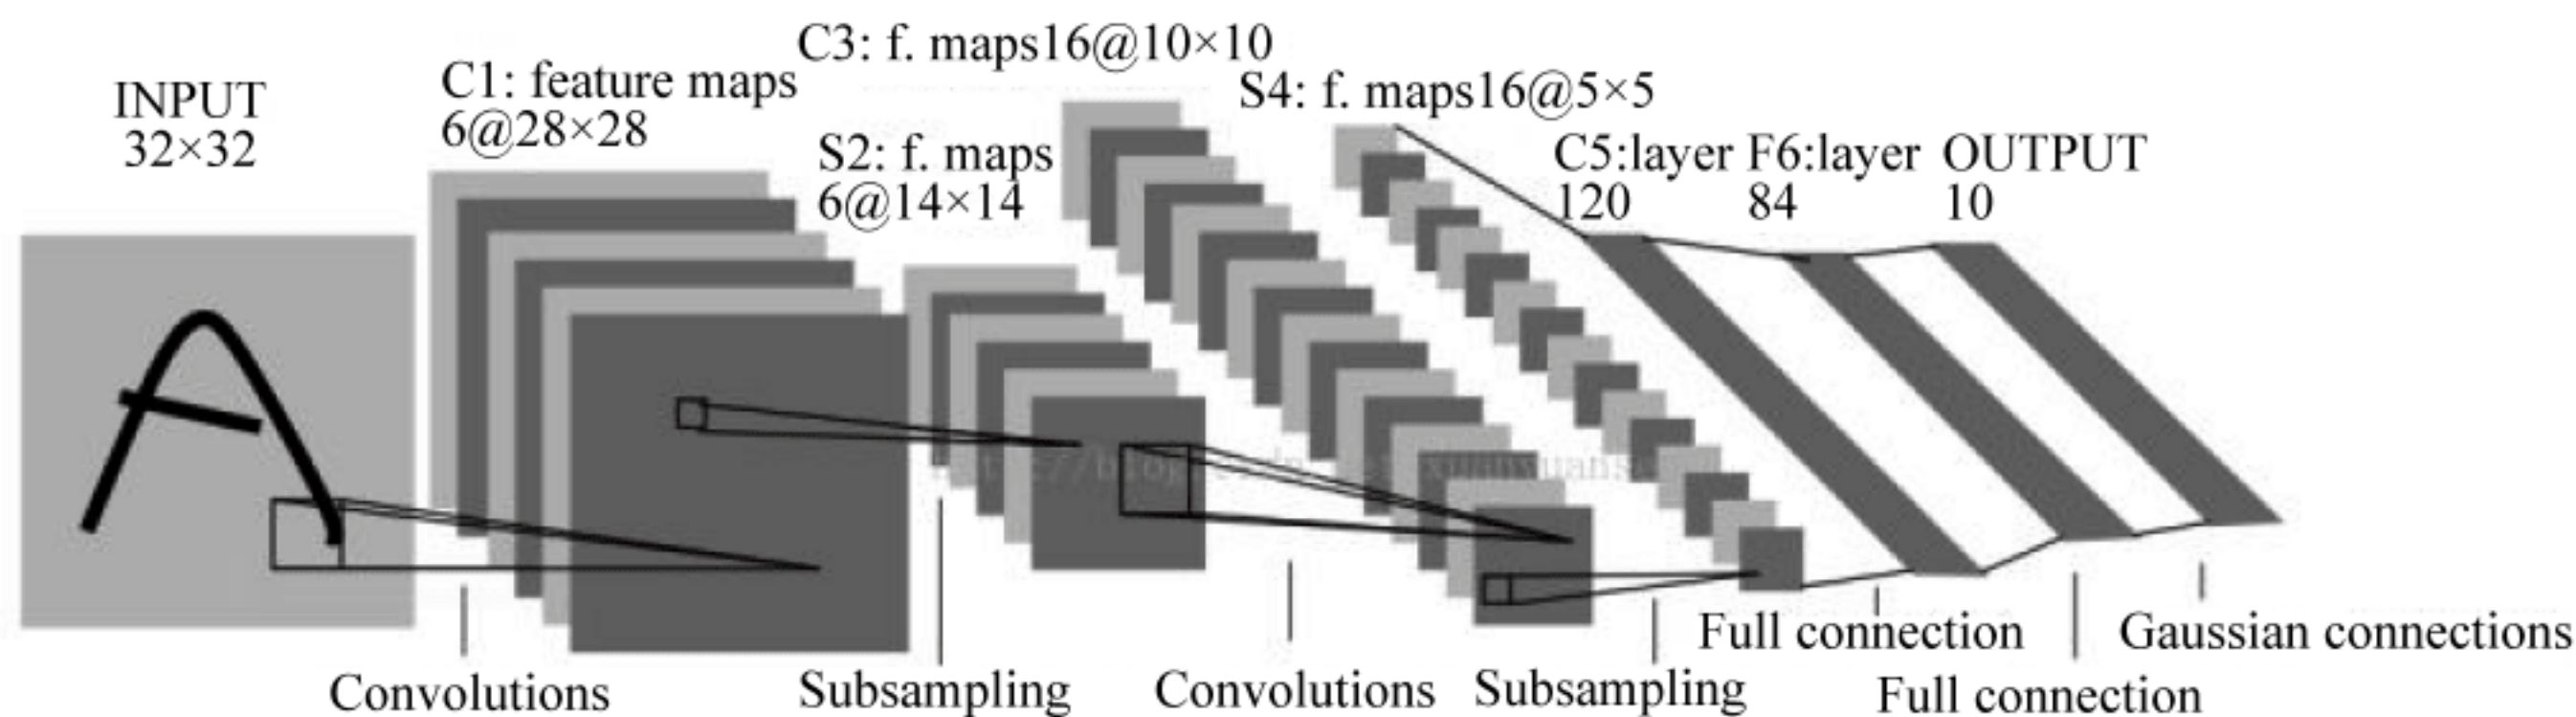 INPUT
32×32
C1: feature maps
6@28×28
S2: f. maps
6@14×14
C3: f. maps16@10×10
S4: f. maps16@5×5
C5:layer
120
F6:layer
84
OUTPUT
10
Convolutions
Subsampling
Convolutions
Subsampling
Full connection
Full connection
Gaussian connections